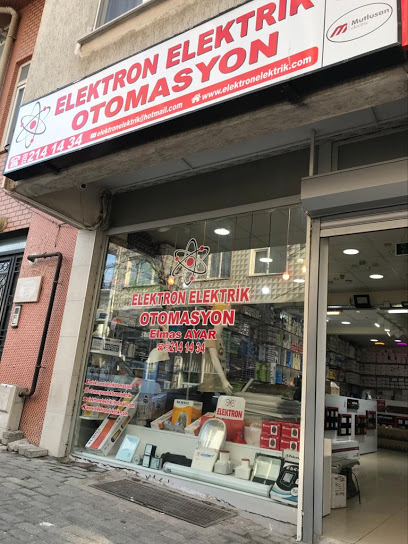 ELEKTRON ELEKTRİK
OTOMASYON
Mutlusan
elektronelektrik@hotmail.com
www.elektronelektrik.com
214 14 34
ELEKTRON ELEKTRİK
OTOMASYON
Elmas AYAR
214 14 34
ELEKTRON